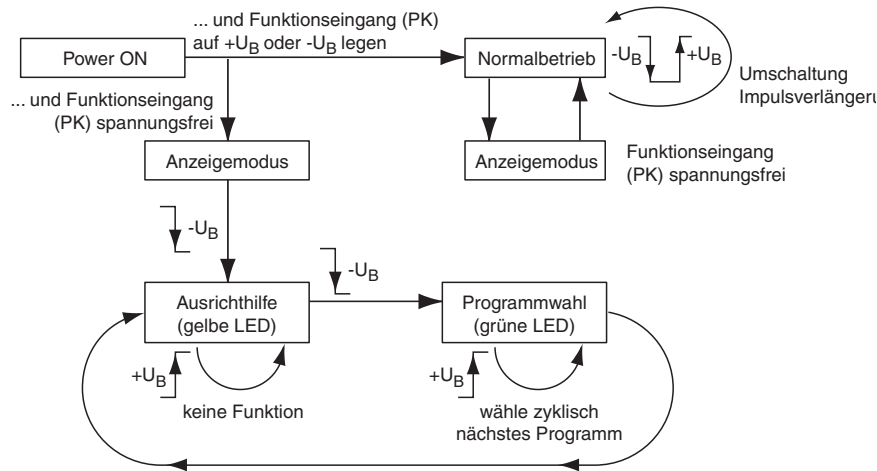 ... und Funktionseingang (PK)
auf +UB oder -UB legen
Power ON
Normalbetrieb
-UB
+UB
Umschaltung
Impulsverlängeru
... und Funktionseingang
(PK) spannungsfrei
Anzeigemodus
Anzeigemodus
Funktionseingang
(PK) spannungsfrei
-UB
-UB
Ausrichthilfe
(gelbe LED)
Programmwahl
(grüne LED)
+UB
keine Funktion
+UB
wähle zyklisch
nächstes Programm